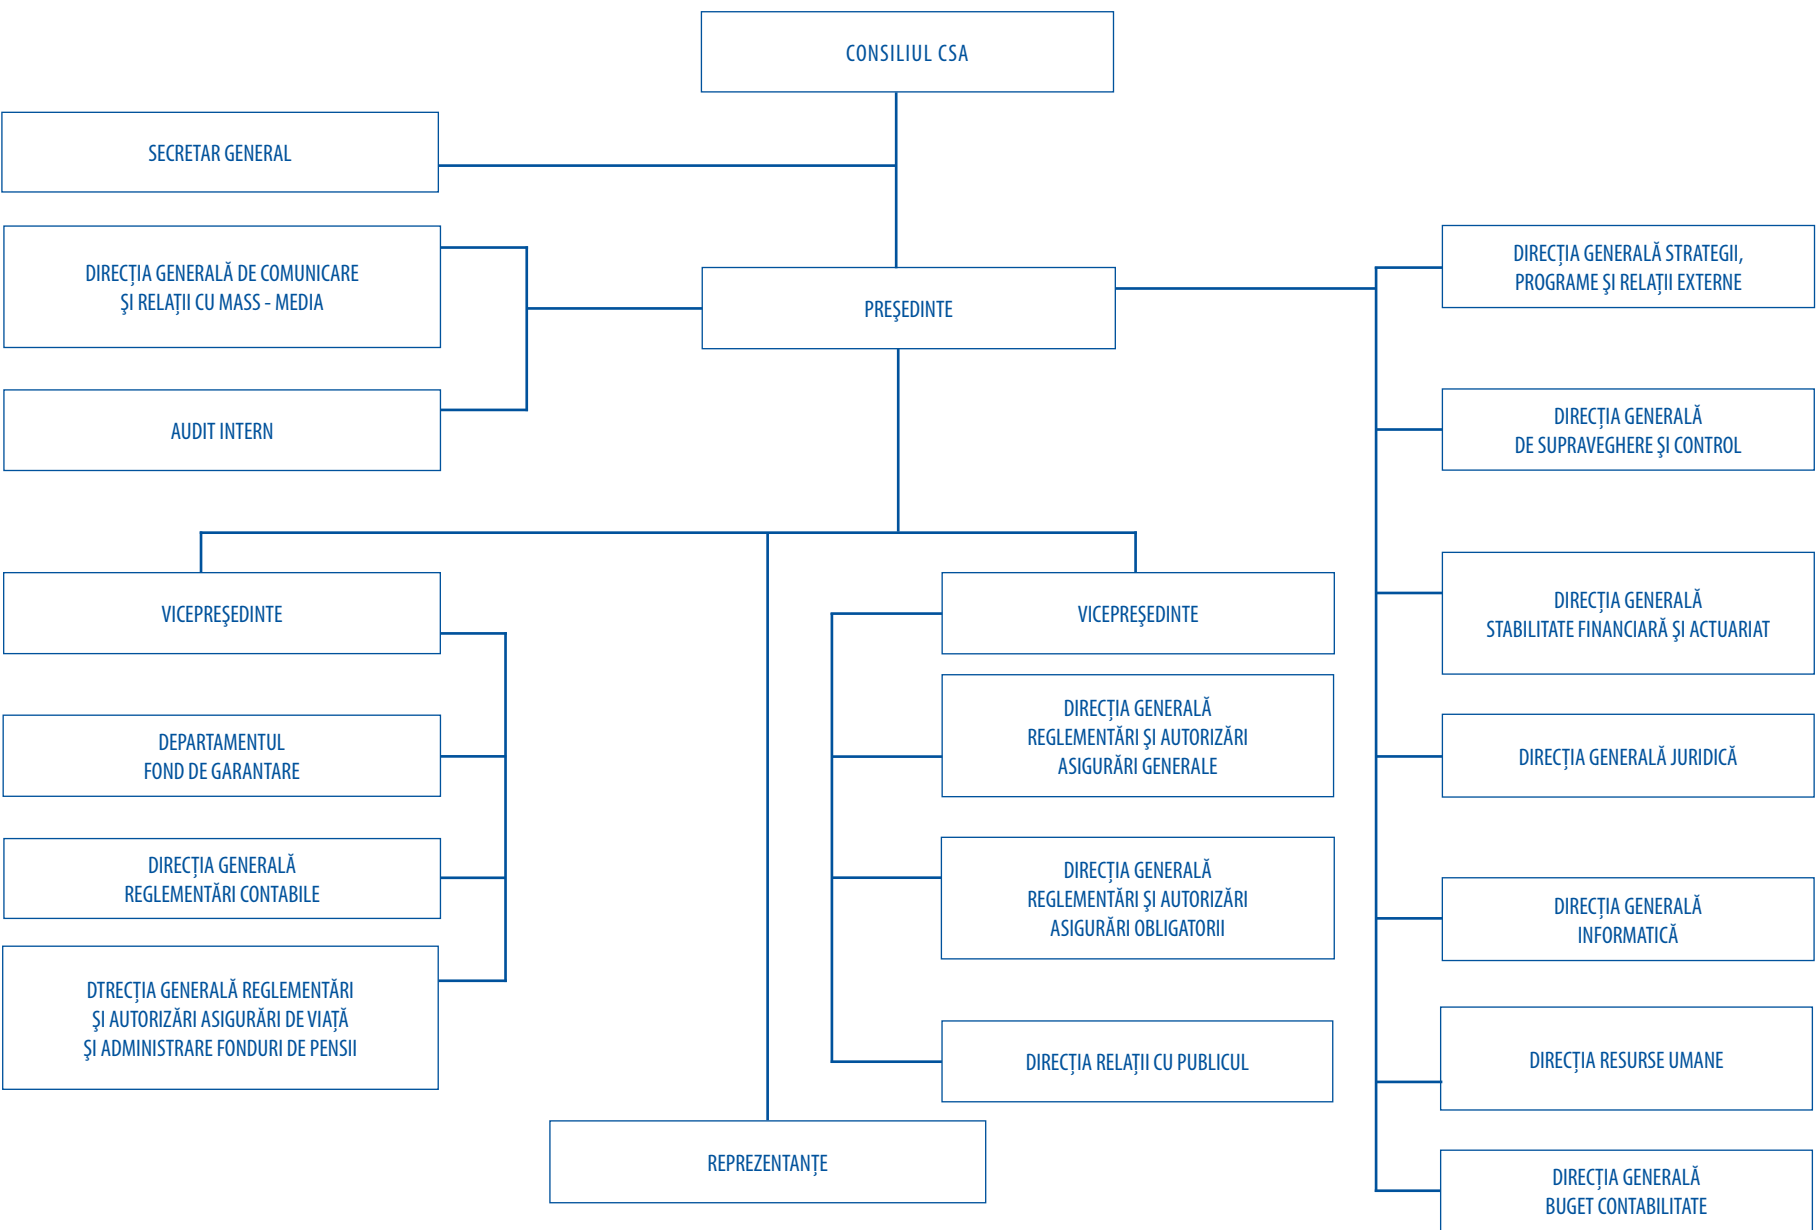 CONSILIUL CSA
SECRETAR GENERAL
DIRECȚIA GENERALĂ DE COMUNICARE
ŞI RELAȚII CU MASS - MEDIA
PREŞEDINTE
AUDIT INTERN
DIRECȚIA GENERALĂ STRATEGII,
PROGRAME ŞI RELAȚII EXTERNE
DIRECȚIA GENERALĂ
DE SUPRAVEGHERE ŞI CONTROL
DIRECȚIA GENERALĂ
STABILITATE FINANCIARĂ ŞI ACTUARIAT
DIRECȚIA GENERALĂ JURIDICĂ
DIRECȚIA GENERALĂ
INFORMATICĂ
DIRECȚIA RESURSE UMANE
DIRECȚIA GENERALĂ
BUGET CONTABILITATE
VICEPREŞEDINTE
DEPARTAMENTUL
FOND DE GARANTARE
DIRECȚIA GENERALĂ
REGLEMENTĂRI CONTABILE
DTRECȚIA GENERALĂ REGLEMENTĂRI
ŞI AUTORIZĂRI ASIGURĂRI DE VIAȚĂ
ŞI ADMINISTRARE FONDURI DE PENSII
VICEPREŞEDINTE
DIRECȚIA GENERALĂ
REGLEMENTĂRI ŞI AUTORIZĂRI
ASIGURĂRI GENERALE
DIRECȚIA GENERALĂ
REGLEMENTĂRI ŞI AUTORIZĂRI
ASIGURĂRI OBLIGATORII
DIRECȚIA RELAȚII CU PUBLICUL
REPREZENTANȚE